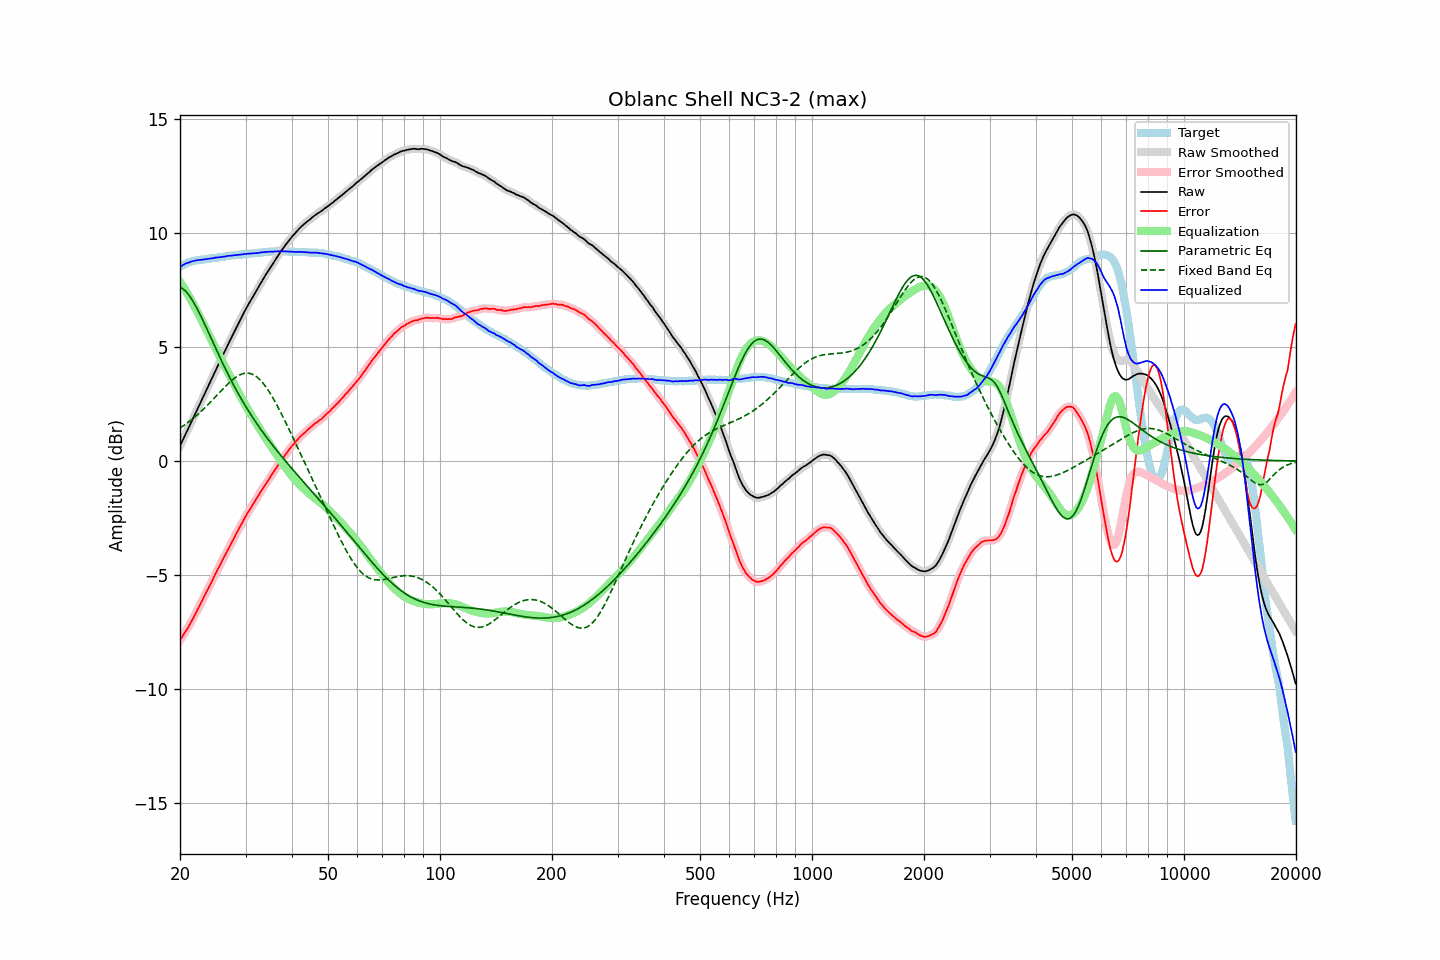 Oblanc Shell NC3-2 (max)
Amplitude (dBr)
15
10
5
0
−5
−10
−15
Target
Raw Smoothed
Error Smoothed
Raw
Error
Equalization
Parametric Eq
Fixed Band Eq
Equalized
20 50 100 200 500 1000 2000 5000 10000 20000
Frequency (Hz)